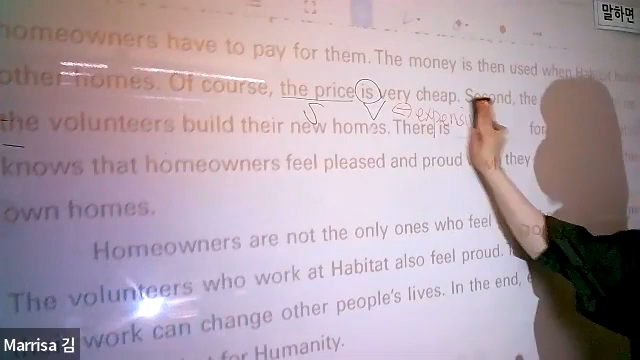 말하면
homeowners have to pay for them. The money is then used when Habitat
other homes. Of course, the price is very cheap. Second, the
⇔ expensi
the volunteers build their new homes. There is for
S V
knows that homeowners feel pleased and proud they
own homes.
Homeowners are not the only ones who feel
The volunteers who work at Habitat also feel proud.
work can change other people's lives. In the end,
for Humanity.
Marrisa 김